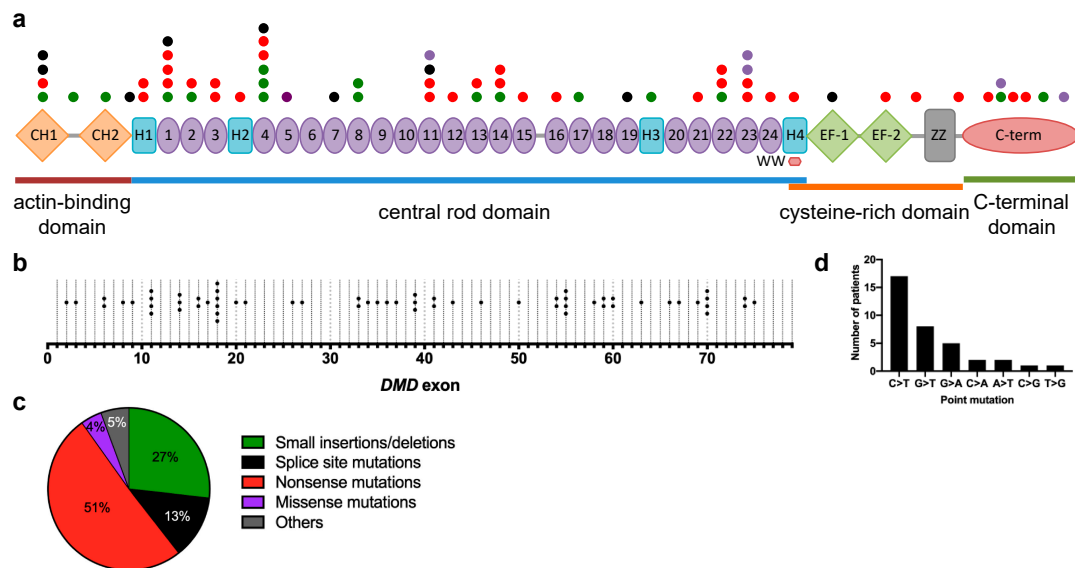 a
CH1 CH2 H1 1 2 3 H2 4 5 6 7 8 9 10 11 12 13 14 15 16 17 18 19 H3 20 21 22 23 24 H4 EF-1 EF-2 ZZ C-term
WW
actin-binding
domain
central rod domain
cysteine-rich domain
C-terminal
domain
b
0 10 20 30 40 50 60 70
DMD exon
c
5%
4%
27%
51%
13%
Small insertions/deletions
Splice site mutations
Nonsense mutations
Missense mutations
Others
d
Number of patients
20
15
10
5
0
C>T G>T G>A C>A A>T C>G T>G
Point mutation